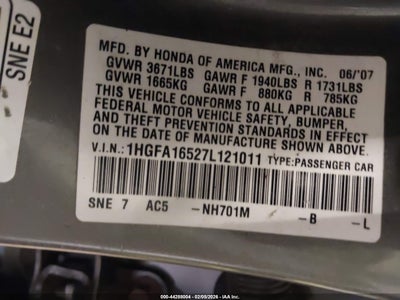 SNE E2
MFD. BY HONDA OF AMERICA MFG., INC. 06/'07
GVWR 3671LBS GAWR F 1940LBS R 1731LBS
GVWR 1665KG GAWR F 880KG R 785KG
THIS VEHICLE CONFORMS TO ALL APPLICABLE
FEDERAL MOTOR VEHICLE SAFETY, BUMPER,
AND THEFT PREVENTION STANDARDS IN EFFECT
ON THE DATE OF MANUFACTURE SHOWN ABOVE.
V.I.N.: 1HGFA16527L121011 TYPE:PASSENGER CAR
SNE 7 AC5 -NH701M -B -L
000-44288004 - 02/09/2026 - IAA Inc.